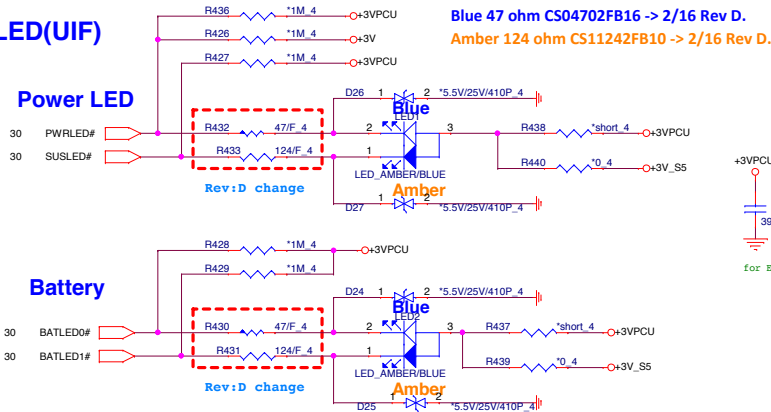 LED(UIF)
R436 *1M_4 +3VPCU
R426 *1M_4 +3V
R427 *1M_4 +3VPCU
Blue 47 ohm CS04702FB16 -> 2/16 Rev D.
Amber 124 ohm CS11242FB10 -> 2/16 Rev D.
Power LED
D26 1 2 *5.5V/25V/410P_4
Blue
LED1
30 PWRLED# R432 47/F_4 2 3 R438 *short_4 +3VPCU
30 SUSLED# R433 124/F_4 1 R440 *0_4 +3V_S5
LED_AMBER/BLUE
Rev:D change
Amber
D27 1 2 *5.5V/25V/410P_4
+3VPCU
39
for E
R428 *1M_4 +3VPCU
R429 *1M_4
Battery
D24 1 2 *5.5V/25V/410P_4
Blue
LED2
30 BATLED0# R430 47/F_4 2 3 R437 *short_4 +3VPCU
30 BATLED1# R431 124/F_4 1 R439 *0_4 +3V_S5
LED_AMBER/BLUE
Rev:D change
Amber
D25 1 2 *5.5V/25V/410P_4